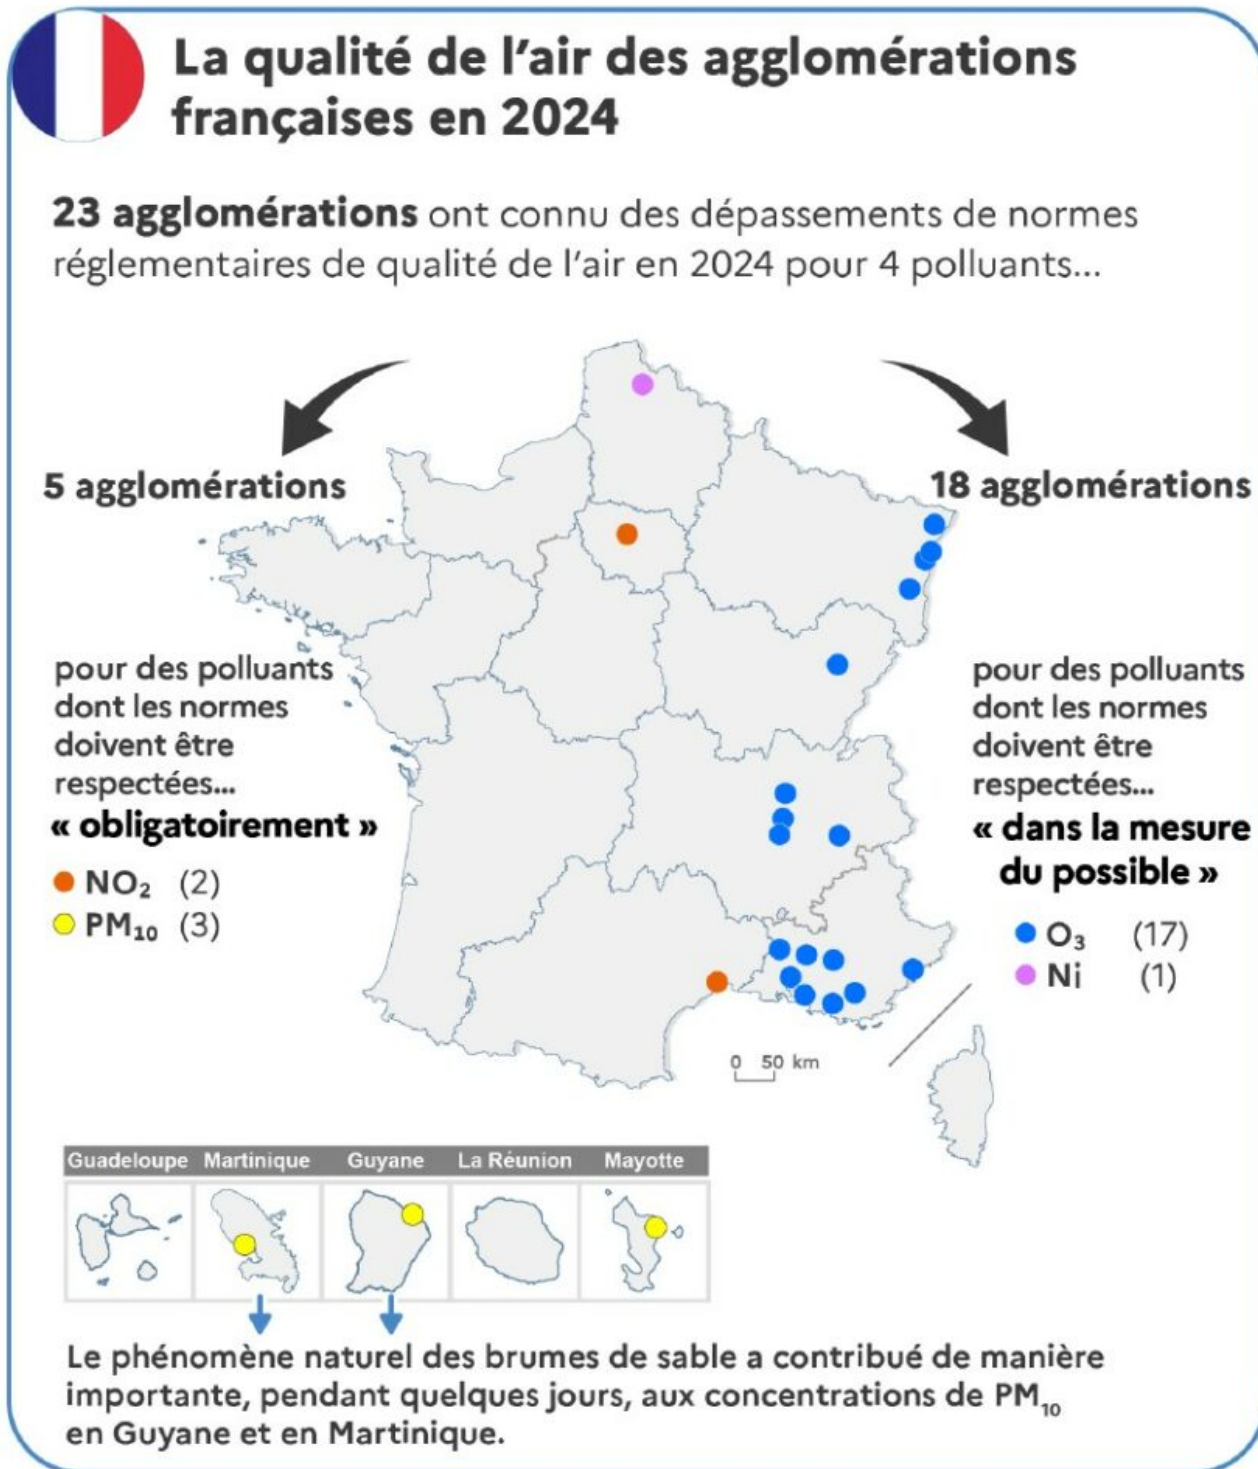 La qualité de l’air des agglomérations
françaises en 2024
23 agglomérations ont connu des dépassements de normes
réglementaires de qualité de l’air en 2024 pour 4 polluants...
5 agglomérations
pour des polluants
dont les normes
doivent être
respectées...
« obligatoirement »
NO₂ (2)
PM₁₀ (3)
18 agglomérations
pour des polluants
dont les normes
doivent être
respectées...
« dans la mesure
du possible »
O₃ (17)
Ni (1)
0 50 km
Guadeloupe Martinique Guyane La Réunion Mayotte
Le phénomène naturel des brumes de sable a contribué de manière
importante, pendant quelques jours, aux concentrations de PM₁₀
en Guyane et en Martinique.